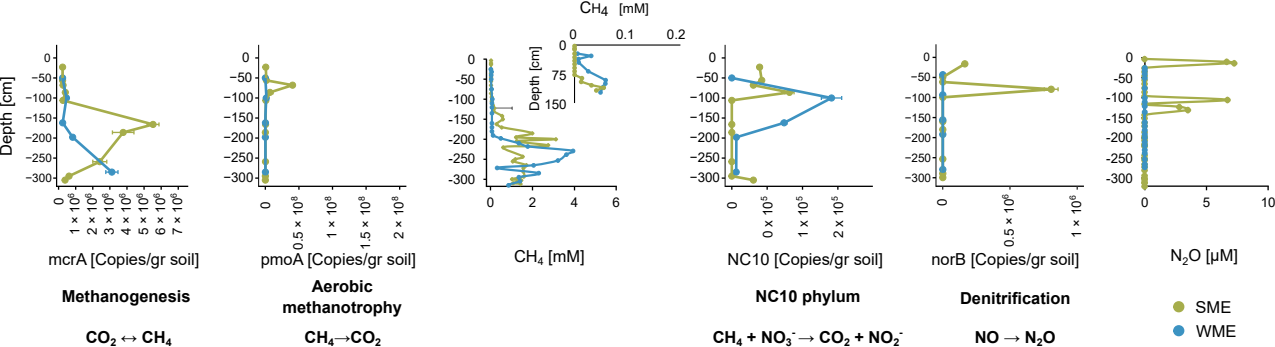 CH4 [mM]
0 0.1 0.2
Depth [cm]
0
75
150
Depth [cm]
0
−50
−100
−150
−200
−250
−300
0
1 × 10⁶
2 × 10⁶
3 × 10⁶
4 × 10⁶
5 × 10⁶
6 × 10⁶
7 × 10⁶
mcrA [Copies/gr soil]
Methanogenesis
CO₂ ↔ CH₄
0
−50
−100
−150
−200
−250
−300
0
0.5 × 10⁸
1 × 10⁸
1.5 × 10⁸
2 × 10⁸
pmoA [Copies/gr soil]
Aerobic
methanotrophy
CH₄→CO₂
0
-50
-100
-150
-200
-250
-300
0 2 4 6
CH₄ [mM]
0
−50
−100
−150
−200
−250
−300
0
0 × 10⁵
1 × 10⁵
2 × 10⁵
NC10 [Copies/gr soil]
NC10 phylum
CH₄ + NO₃⁻ → CO₂ + NO₂⁻
0
−50
−100
−150
−200
−250
−300
0
0.5 × 10⁶
1 × 10⁶
norB [Copies/gr soil]
Denitrification
NO → N₂O
0
-50
-100
-150
-200
-250
-300
0 5 10
N₂O [µM]
SME
WME